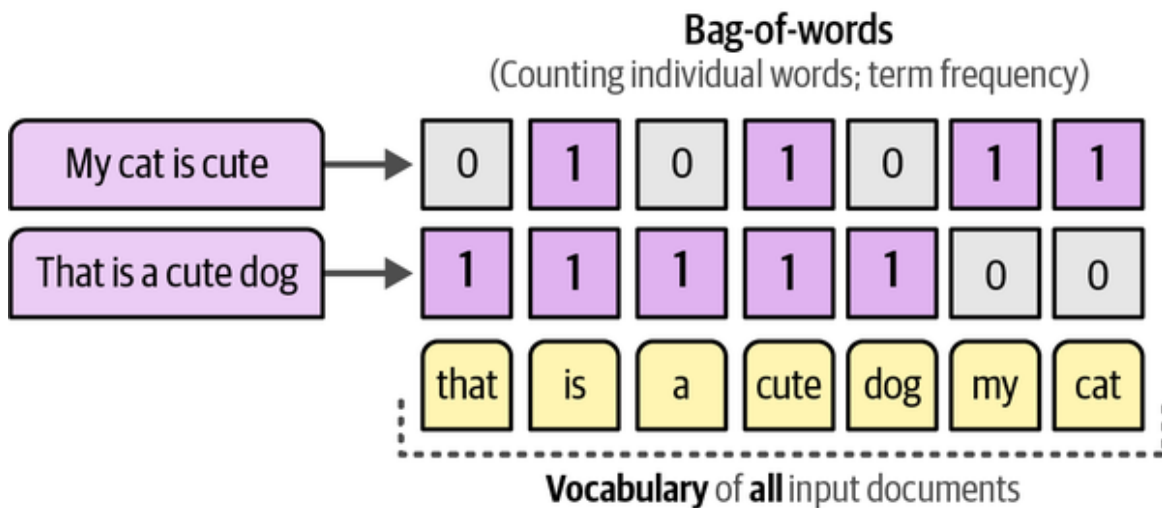 Bag-of-words
(Counting individual words; term frequency)
My cat is cute 0 1 0 1 0 1 1
That is a cute dog 1 1 1 1 1 0 0
that is a cute dog my cat
Vocabulary of all input documents